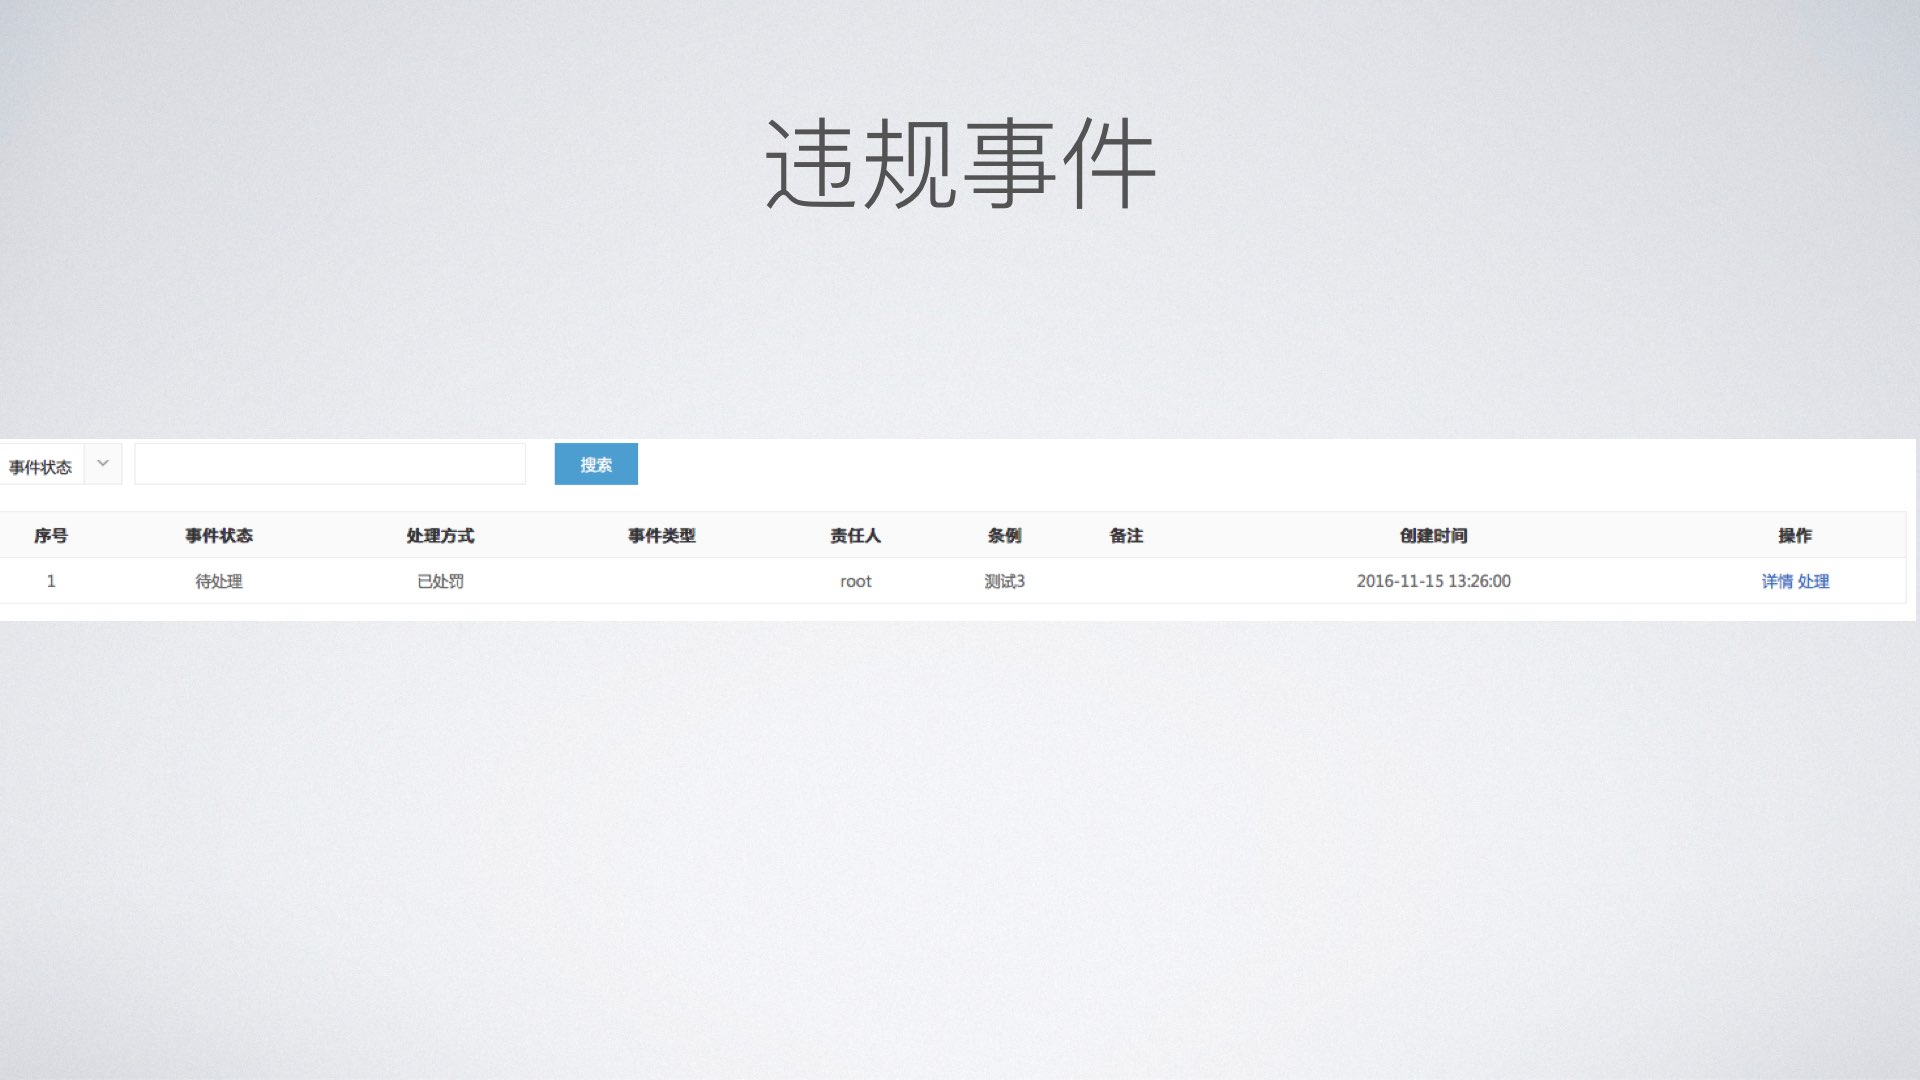 违规事件
事件状态 搜索
序号 事件状态 处理方式 事件类型 责任人 条例 备注 创建时间 操作
1 待处理 已处罚 root 测试3 2016-11-15 13:26:00 详情 处理